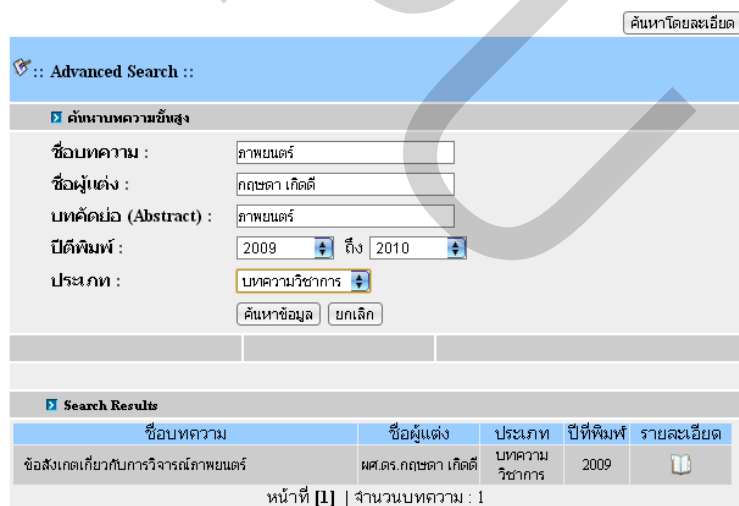 ค้นหาโดยละเอียด
:: Advanced Search ::
ค้นหาบทความขั้นสูง
ชื่อบทความ : ภาพยนตร์
ชื่อผู้แต่ง : กฤษดา เกิดดี
บทคัดย่อ (Abstract) : ภาพยนตร์
ปีตีพิมพ์ : 2009 ถึง 2010
ประเภท : บทความวิชาการ
ค้นหาข้อมูล ยกเลิก
Search Results
ชื่อบทความ ชื่อผู้แต่ง ประเภท ปีที่พิมพ์ รายละเอียด
ข้อสังเกตเกี่ยวกับการวิจารณ์ภาพยนตร์ ผศ.ดร.กฤษดา เกิดดี บทความ
วิชาการ 2009
หน้าที่ [1] | จำนวนบทความ : 1